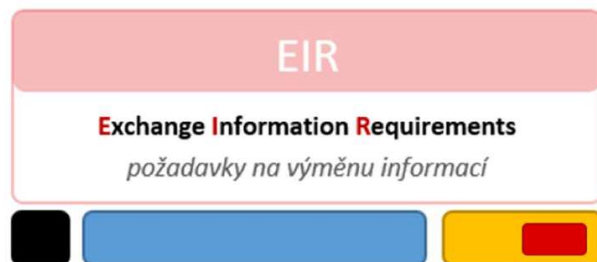 EIR
Exchange Information Requirements
požadavky na výměnu informací